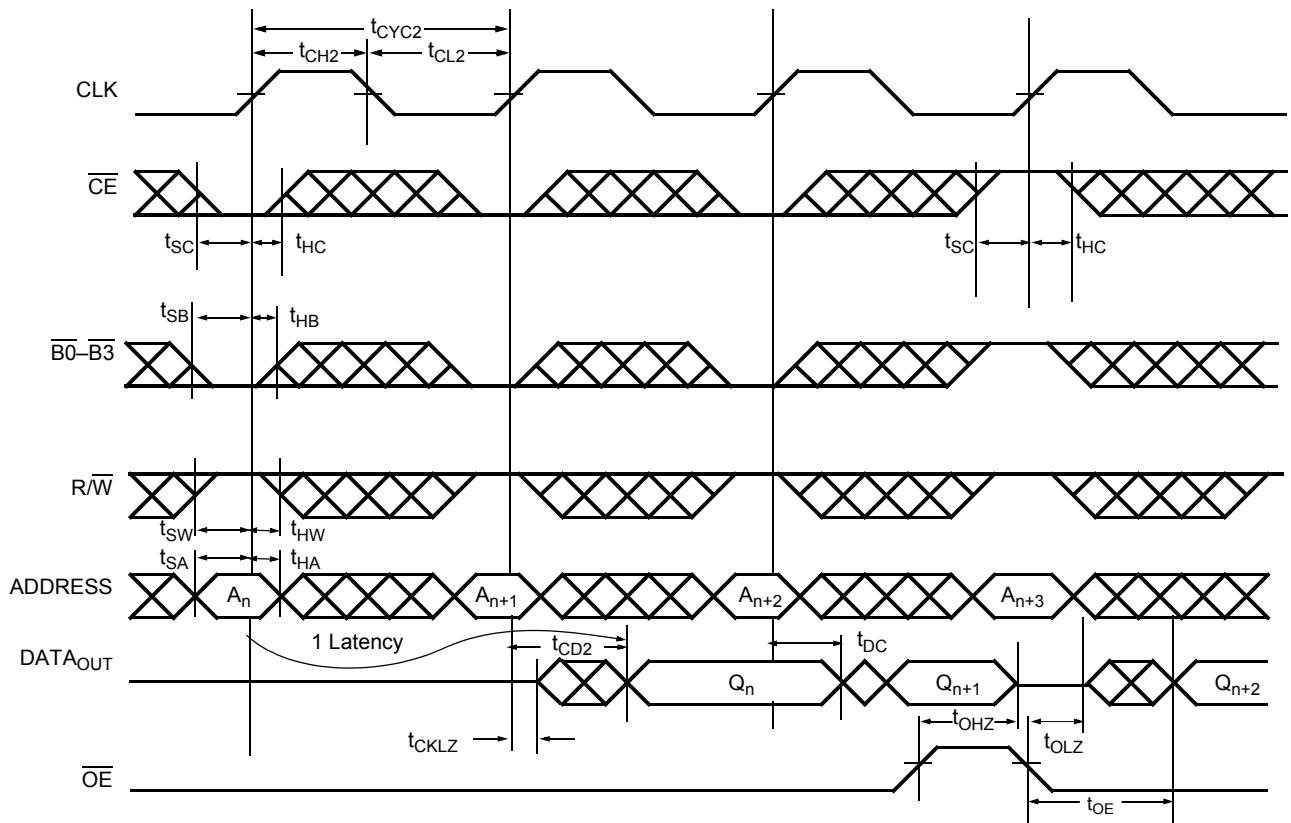 tCYC2
tCH2 tCL2
CLK
CE
tSC tHC tSC tHC
tSB tHB
B0–B3
R/W
tSW tHW
tSA tHA
ADDRESS An An+1 An+2 An+3
1 Latency tCD2 tDC
DATAOUT Qn Qn+1 Qn+2
tOHZ tOLZ
tCKLZ
OE
tOE